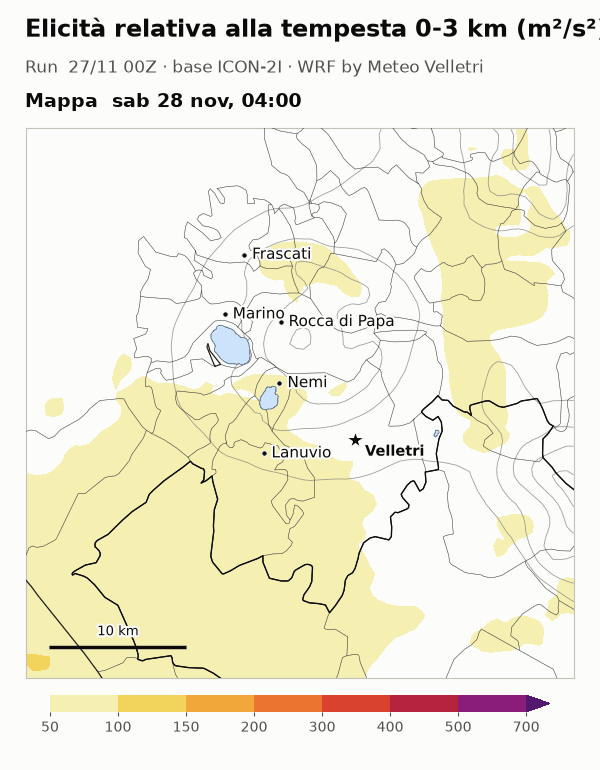 Elicità relativa alla tempesta 0-3 km (m²/s²)
Run  27/11 00Z · base ICON-2I · WRF by Meteo Velletri
Mappa  sab 28 nov, 04:00
Frascati
Marino
Rocca di Papa
Nemi
Velletri
Lanuvio
10 km
50 100 150 200 300 400 500 700